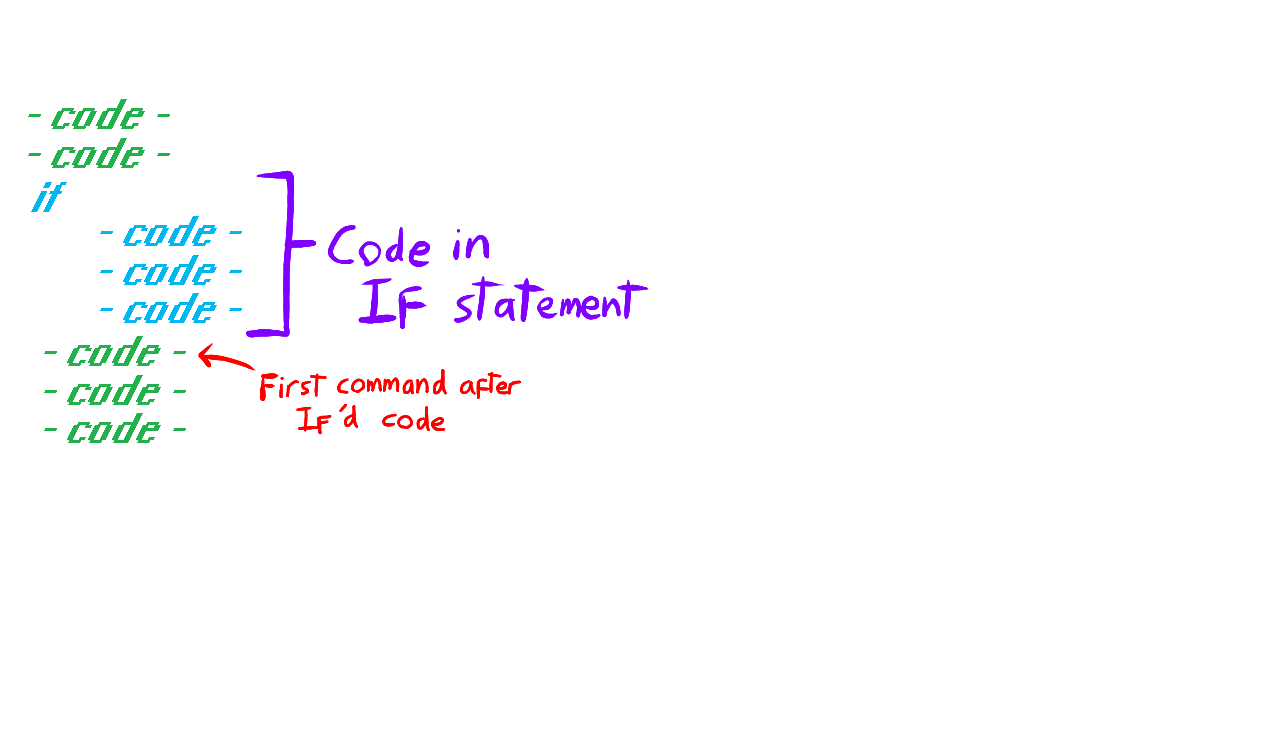 - code -
- code -
if
- code -
- code -
- code -
- code -
- code -
- code -
Code in
IF statement
First command after
IF'd code